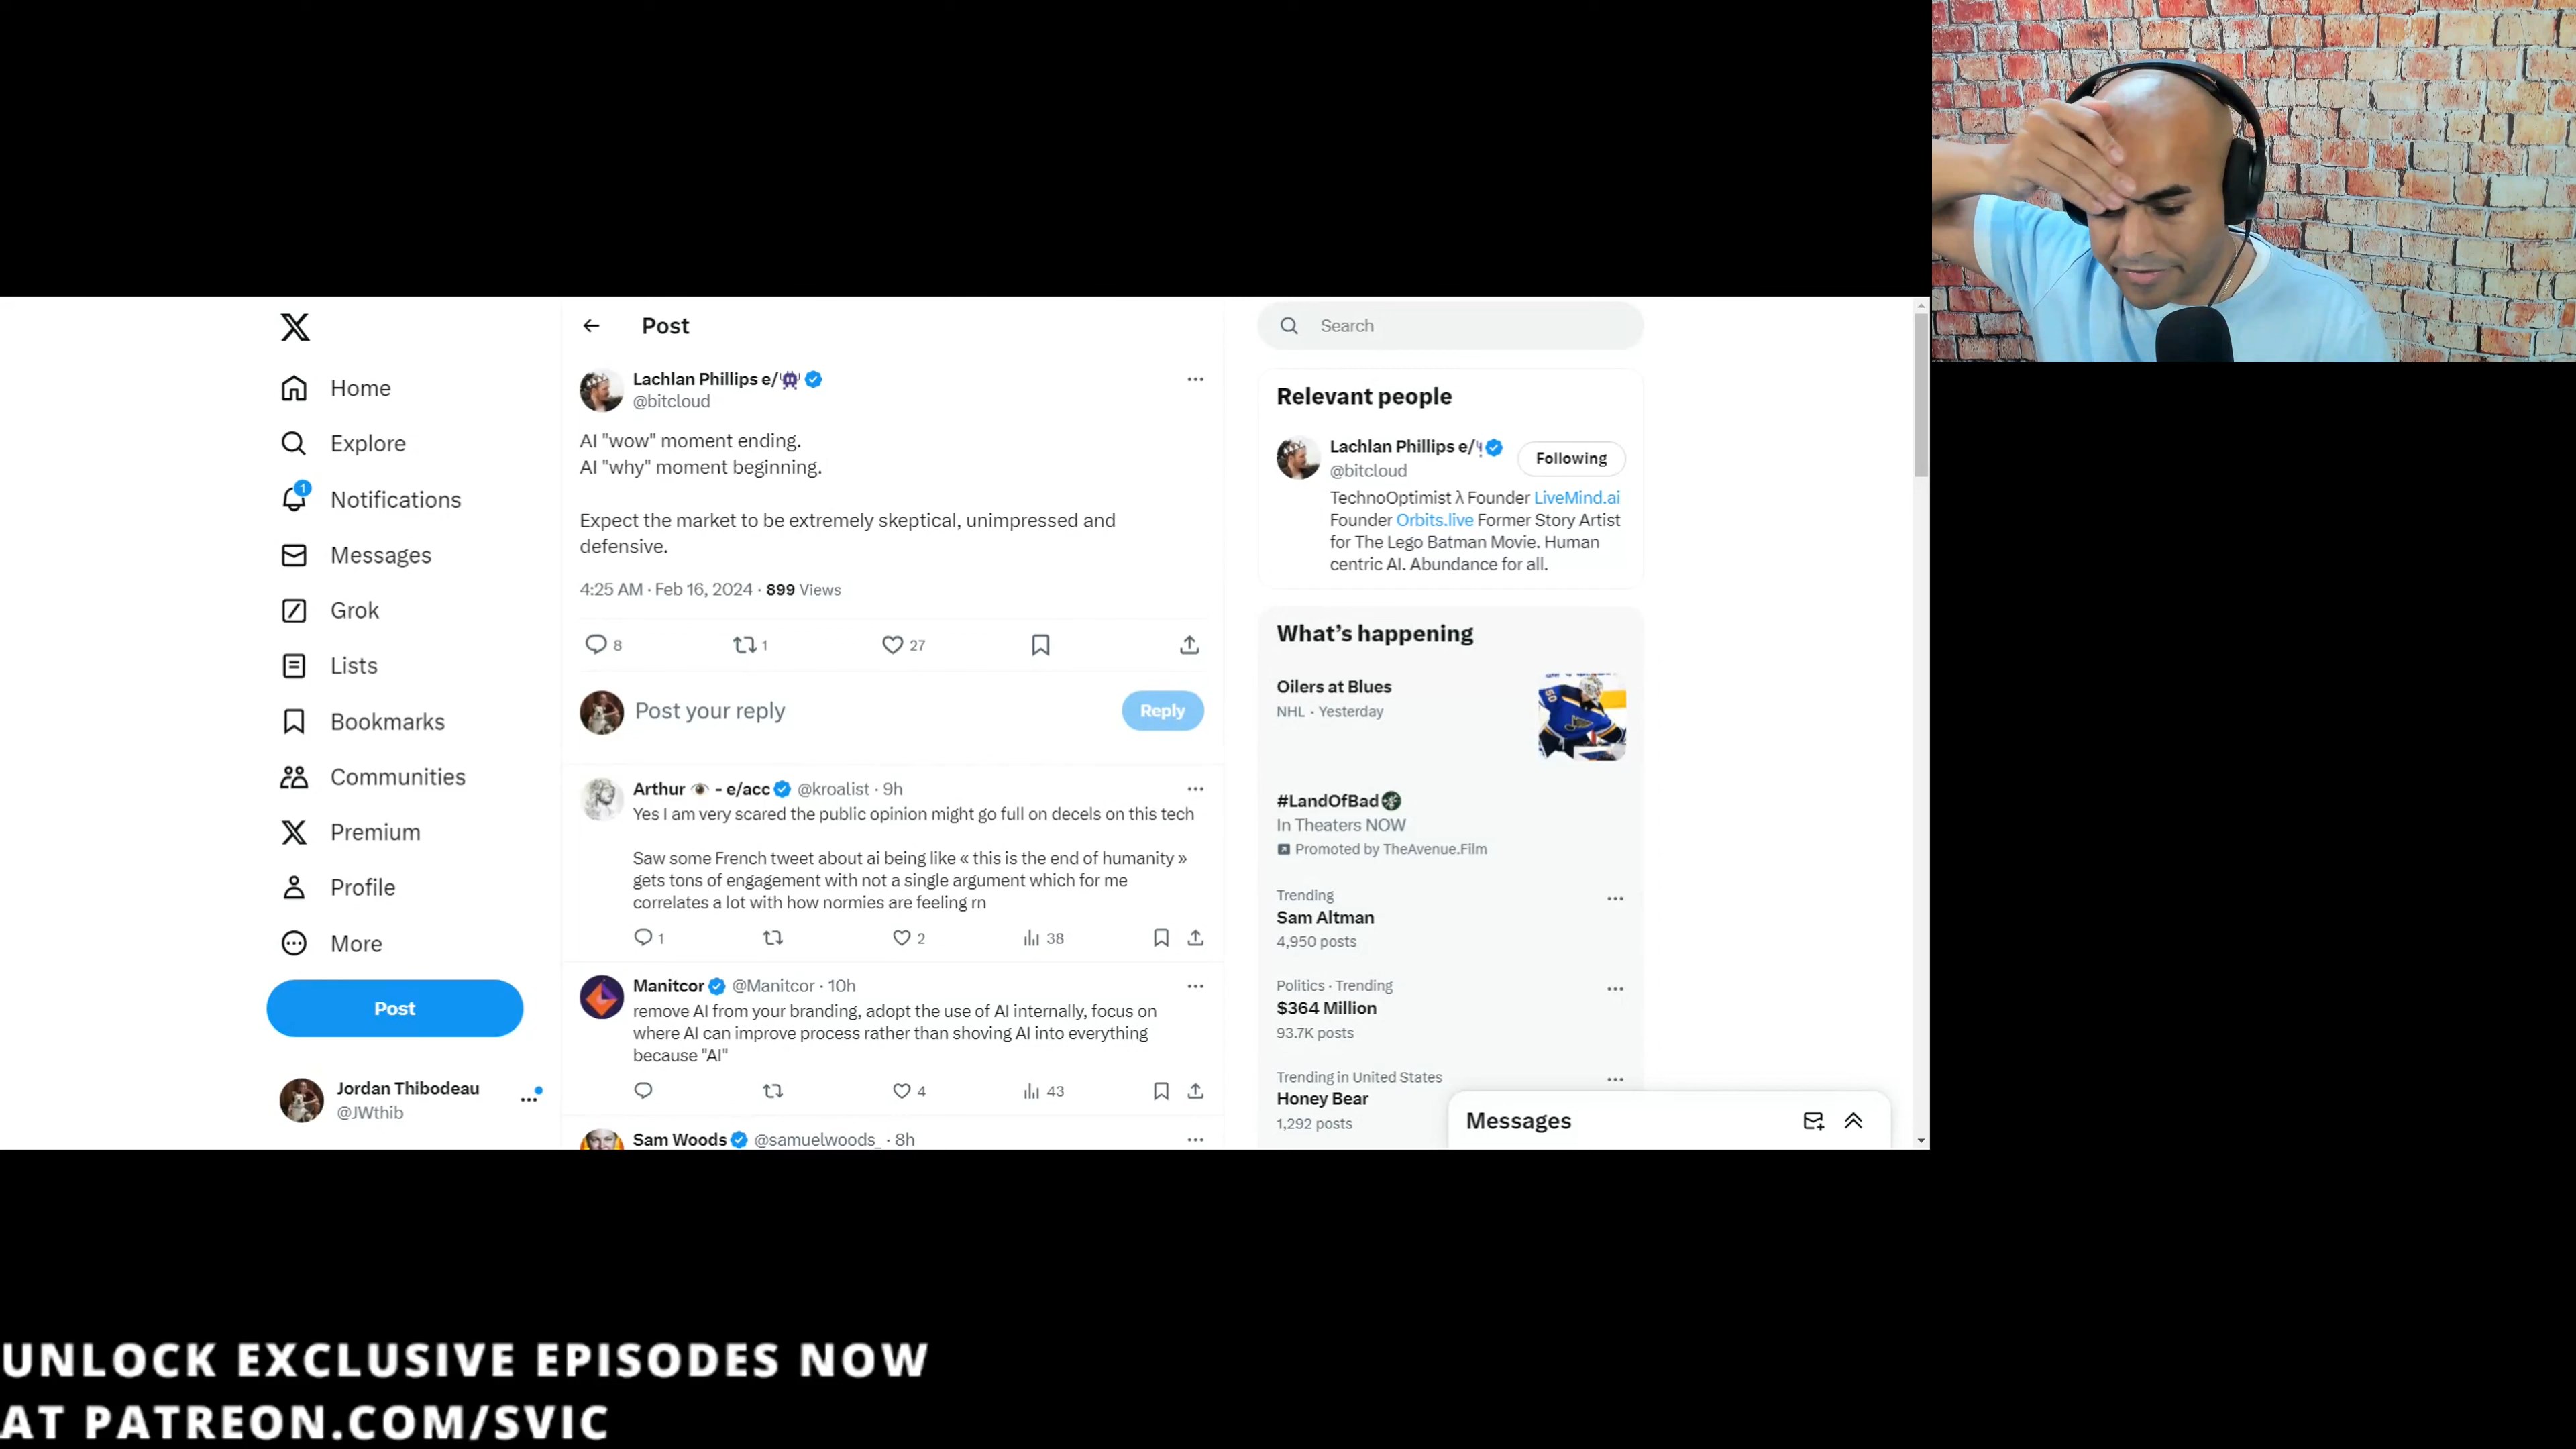 Home
Explore
1
Notifications
Messages
Grok
Lists
Bookmarks
Communities
Premium
Profile
More
Post
Jordan Thibodeau
@JWthib
Post
Lachlan Phillips e/
@bitcloud
AI "wow" moment ending.
AI "why" moment beginning.
Expect the market to be extremely skeptical, unimpressed and
defensive.
4:25 AM · Feb 16, 2024 · 899 Views
8
1
27
Post your reply
Reply
Arthur 👁 - e/acc @kroalist · 9h
Yes I am very scared the public opinion might go full on decels on this tech
Saw some French tweet about ai being like « this is the end of humanity »
gets tons of engagement with not a single argument which for me
correlates a lot with how normies are feeling rn
1
2
38
Manitcor @Manitcor · 10h
remove AI from your branding, adopt the use of AI internally, focus on
where AI can improve process rather than shoving AI into everything
because "AI"
4
43
Sam Woods @samuelwoods_ · 8h
Search
Relevant people
Lachlan Phillips e/
@bitcloud
Following
TechnoOptimist λ Founder LiveMind.ai
Founder Orbits.live Former Story Artist
for The Lego Batman Movie. Human
centric AI. Abundance for all.
What's happening
Oilers at Blues
NHL · Yesterday
50
#LandOfBad
In Theaters NOW
Promoted by TheAvenue.Film
Trending
Sam Altman
4,950 posts
Politics · Trending
$364 Million
93.7K posts
Trending in United States
Honey Bear
1,292 posts
Messages
UNLOCK EXCLUSIVE EPISODES NOW
AT PATREON.COM/SVIC